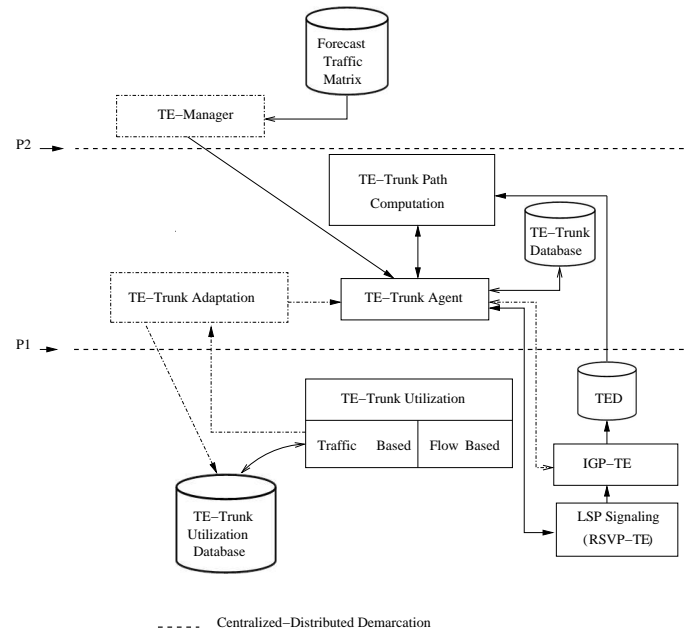 Forecast
Traffic
Matrix
TE−Manager
P2
TE−Trunk Path
Computation
TE−Trunk
Database
TE−Trunk Adaptation
TE−Trunk Agent
P1
TED
TE−Trunk Utilization
Traffic Based
Flow Based
IGP−TE
TE−Trunk
Utilization
Database
LSP Signaling
(RSVP−TE)
Centralized−Distributed Demarcation